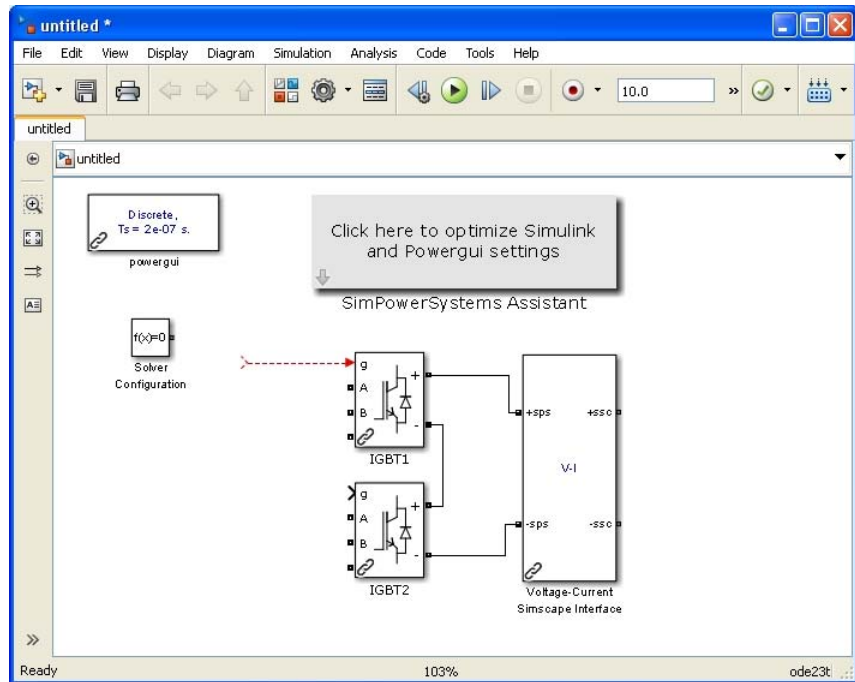 untitled *
File Edit View Display Diagram Simulation Analysis Code Tools Help
10.0
»
untitled
untitled
Discrete,
Ts = 2e-07 s.
powergui
Click here to optimize Simulink
and Powergui settings
SimPowerSystems Assistant
f(x)=0
Solver
Configuration
g
A
B
+
-
IGBT1
g
A
B
+
-
IGBT2
+sps +ssc
V-I
-sps -ssc
Voltage-Current
Simscape Interface
»
Ready 103% ode23t